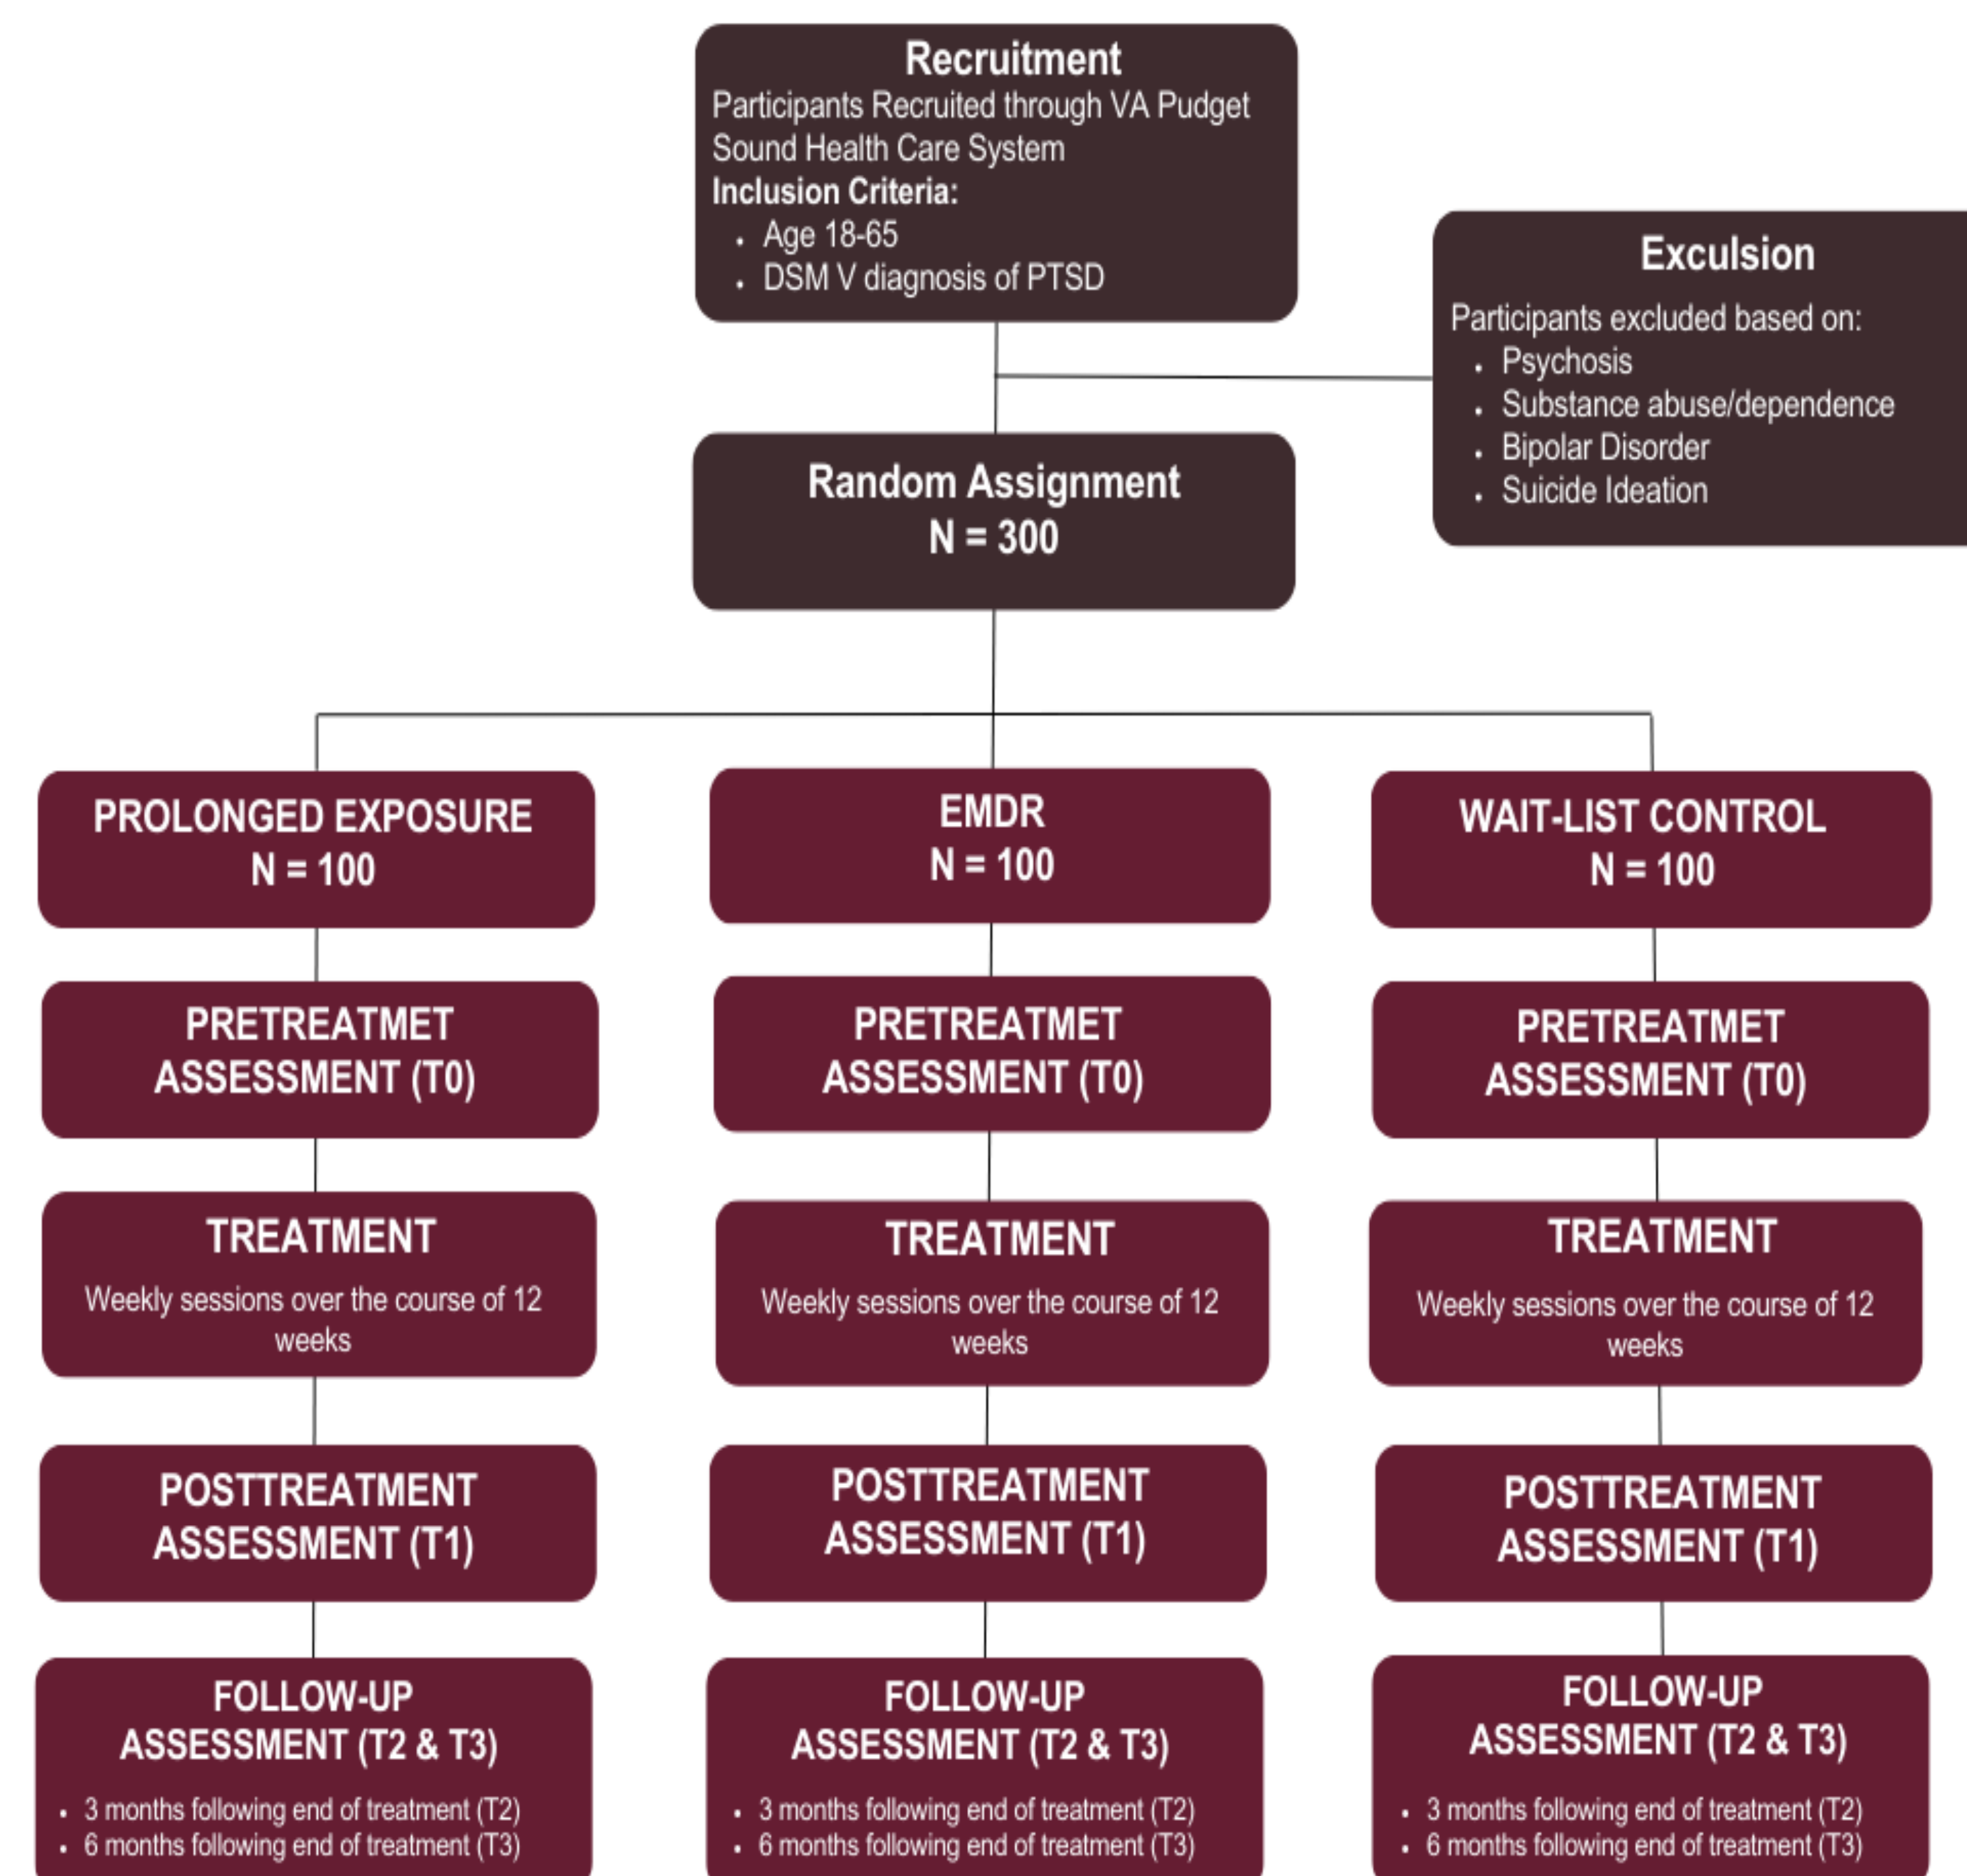 Recruitment
Participants Recruited through VA Pudget
Sound Health Care System
Inclusion Criteria:
• Age 18-65
• DSM V diagnosis of PTSD
Exculsion
Participants excluded based on:
• Psychosis
• Substance abuse/dependence
• Bipolar Disorder
• Suicide Ideation
Random Assignment
N = 300
PROLONGED EXPOSURE
N = 100
EMDR
N = 100
WAIT-LIST CONTROL
N = 100
PRETREATMET
ASSESSMENT (T0)
PRETREATMET
ASSESSMENT (T0)
PRETREATMET
ASSESSMENT (T0)
TREATMENT
Weekly sessions over the course of 12
weeks
TREATMENT
Weekly sessions over the course of 12
weeks
TREATMENT
Weekly sessions over the course of 12
weeks
POSTTREATMENT
ASSESSMENT (T1)
POSTTREATMENT
ASSESSMENT (T1)
POSTTREATMENT
ASSESSMENT (T1)
FOLLOW-UP
ASSESSMENT (T2 & T3)
• 3 months following end of treatment (T2)
• 6 months following end of treatment (T3)
FOLLOW-UP
ASSESSMENT (T2 & T3)
• 3 months following end of treatment (T2)
• 6 months following end of treatment (T3)
FOLLOW-UP
ASSESSMENT (T2 & T3)
• 3 months following end of treatment (T2)
• 6 months following end of treatment (T3)